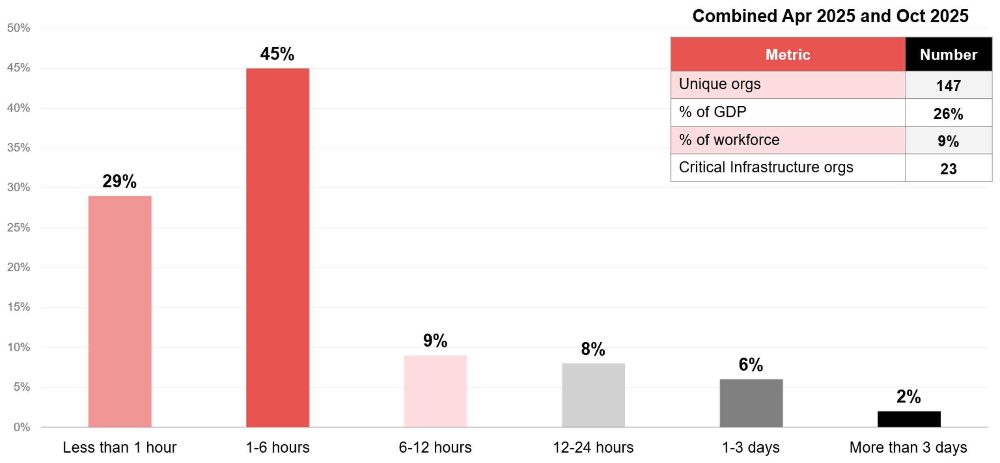 Combined Apr 2025 and Oct 2025
Metric Number
Unique orgs 147
% of GDP 26%
% of workforce 9%
Critical Infrastructure orgs 23
50%
45%
40%
35%
30%
25%
20%
15%
10%
5%
0%
29%
45%
9%
8%
6%
2%
Less than 1 hour
1-6 hours
6-12 hours
12-24 hours
1-3 days
More than 3 days